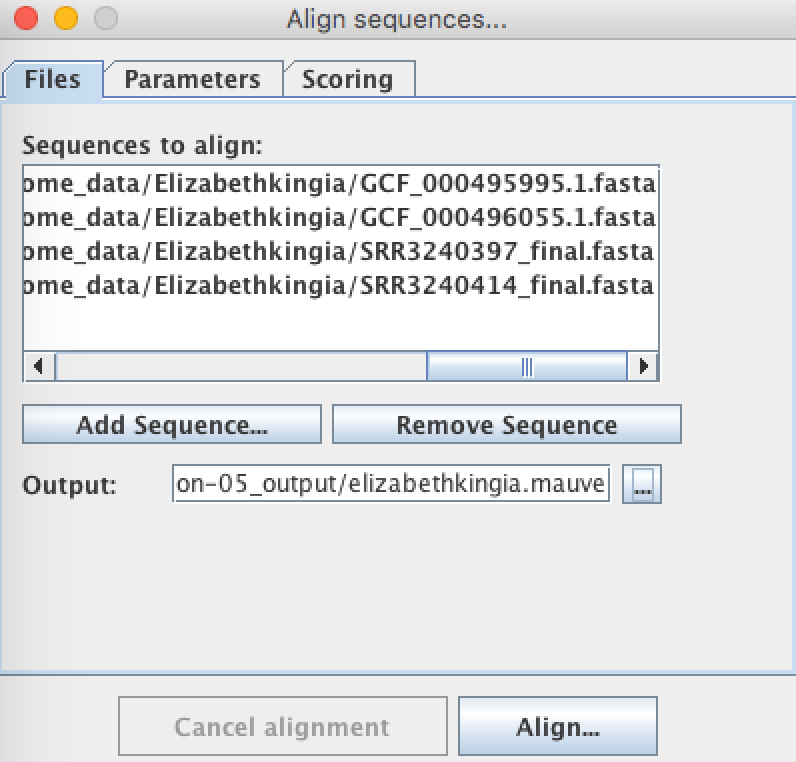 Align sequences...
Files Parameters Scoring
Sequences to align:
ome_data/Elizabethkingia/GCF_000495995.1.fasta
ome_data/Elizabethkingia/GCF_000496055.1.fasta
ome_data/Elizabethkingia/SRR3240397_final.fasta
ome_data/Elizabethkingia/SRR3240414_final.fasta
Add Sequence... Remove Sequence
Output: on-05_output/elizabethkingia.mauve ...
Cancel alignment Align...